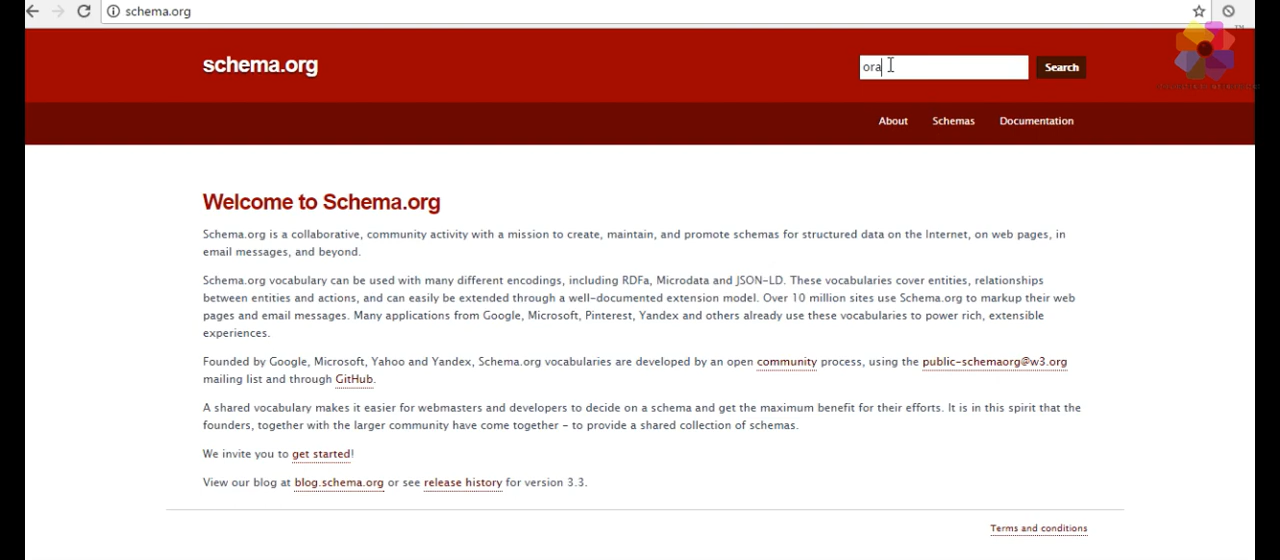 schema.org
schema.org
ora
Search
About Schemas Documentation
Welcome to Schema.org
Schema.org is a collaborative, community activity with a mission to create, maintain, and promote schemas for structured data on the Internet, on web pages, in
email messages, and beyond.
Schema.org vocabulary can be used with many different encodings, including RDFa, Microdata and JSON-LD. These vocabularies cover entities, relationships
between entities and actions, and can easily be extended through a well-documented extension model. Over 10 million sites use Schema.org to markup their web
pages and email messages. Many applications from Google, Microsoft, Pinterest, Yandex and others already use these vocabularies to power rich, extensible
experiences.
Founded by Google, Microsoft, Yahoo and Yandex, Schema.org vocabularies are developed by an open community process, using the public-schemaorg@w3.org
mailing list and through GitHub.
A shared vocabulary makes it easier for webmasters and developers to decide on a schema and get the maximum benefit for their efforts. It is in this spirit that the
founders, together with the larger community have come together - to provide a shared collection of schemas.
We invite you to get started!
View our blog at blog.schema.org or see release history for version 3.3.
Terms and conditions